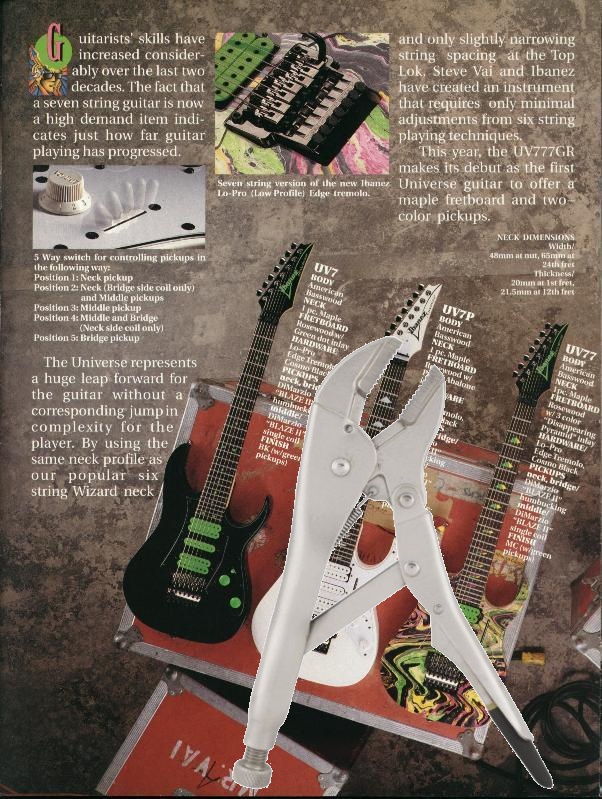 Guitarists' skills have
increased consider-
ably over the last two
decades. The fact that
a seven string guitar is now
a high demand item indi-
cates just how far guitar
playing has progressed.
5 Way switch for controlling pickups in
the following way:
Position 1: Neck pickup
Position 2: Neck (Bridge side coil only)
and Middle pickups
Position 3: Middle pickup
Position 4: Middle and Bridge
(Neck side coil only)
Position 5: Bridge pickup
The Universe represents
a huge leap forward for
the guitar without a
corresponding jump in
complexity for the
player. By using the
same neck profile as
our popular six
string Wizard neck
Seven string version of the new Ibanez
Lo-Pro (Low Profile) Edge tremolo.
and only slightly narrowing
string spacing at the Top
Lok, Steve Vai and Ibanez
have created an instrument
that requires only minimal
adjustments from six string
playing techniques.
This year, the UV777GR
makes its debut as the first
Universe guitar to offer a
maple fretboard and two-
color pickups.
NECK DIMENSIONS
Width/
48mm at nut, 65mm at
24th fret
Thickness/
20mm at 1st fret,
21.5mm at 12th fret
UV7
BODY
American
Basswood
NECK
1 pc. Maple
FRETBOARD
Rosewood w/
Green dot inlay
HARDWARE
Lo-Pro
Edge Tremolo,
Cosmo Black
PICKUPS
neck, bridge/
DiMarzio
"BLAZE II"
humbucking
middle/
DiMarzio
"BLAZE II"
single coil
FINISH
BK (w/green
pickups)
UV7P
BODY
American
Basswood
NECK
1 pc. Maple
FRETBOARD
UV77
BODY
American
Basswood
NECK
1 pc. Maple
FRETBOARD
Rosewood
w/3 color
"Disappearing
Pyramid" inlay
HARDWARE/
Lo Pro
Edge Tremolo,
Cosmo Black
PICKUPS
neck, bridge/
DiMarzio
"BLAZE II"
humbucking
middle/
DiMarzio
"BLAZE II"
single coil
FINISH
MC (w/green
pickups)
VAI